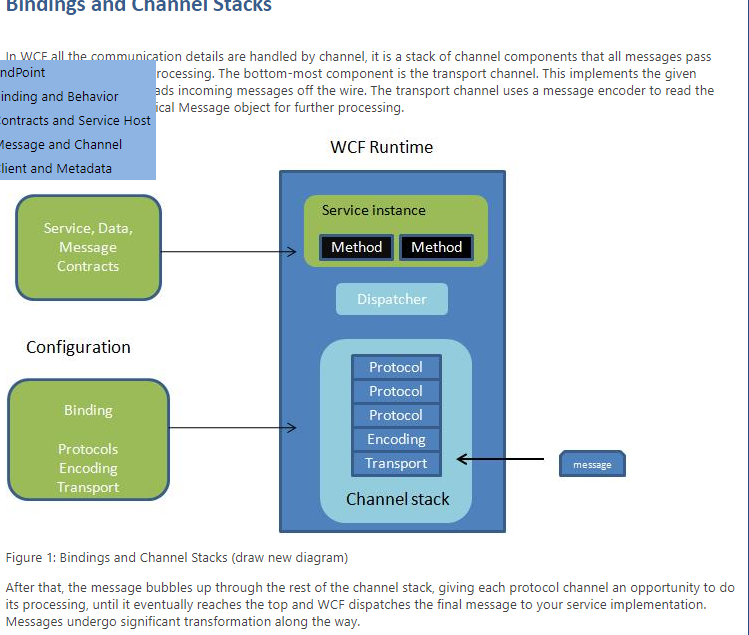 Bindings and Channel Stacks
In WCF all the communication details are handled by channel, it is a stack of channel components that all messages pass
rocessing. The bottom-most component is the transport channel. This implements the given
ads incoming messages off the wire. The transport channel uses a message encoder to read the
ical Message object for further processing.
ndPoint
inding and Behavior
ontracts and Service Host
essage and Channel
lient and Metadata
WCF Runtime
Service, Data,
Message
Contracts
Service instance
Method Method
Dispatcher
Configuration
Binding
Protocols
Encoding
Transport
Protocol
Protocol
Protocol
Encoding
Transport
Channel stack
message
Figure 1: Bindings and Channel Stacks (draw new diagram)
After that, the message bubbles up through the rest of the channel stack, giving each protocol channel an opportunity to do
its processing, until it eventually reaches the top and WCF dispatches the final message to your service implementation.
Messages undergo significant transformation along the way.